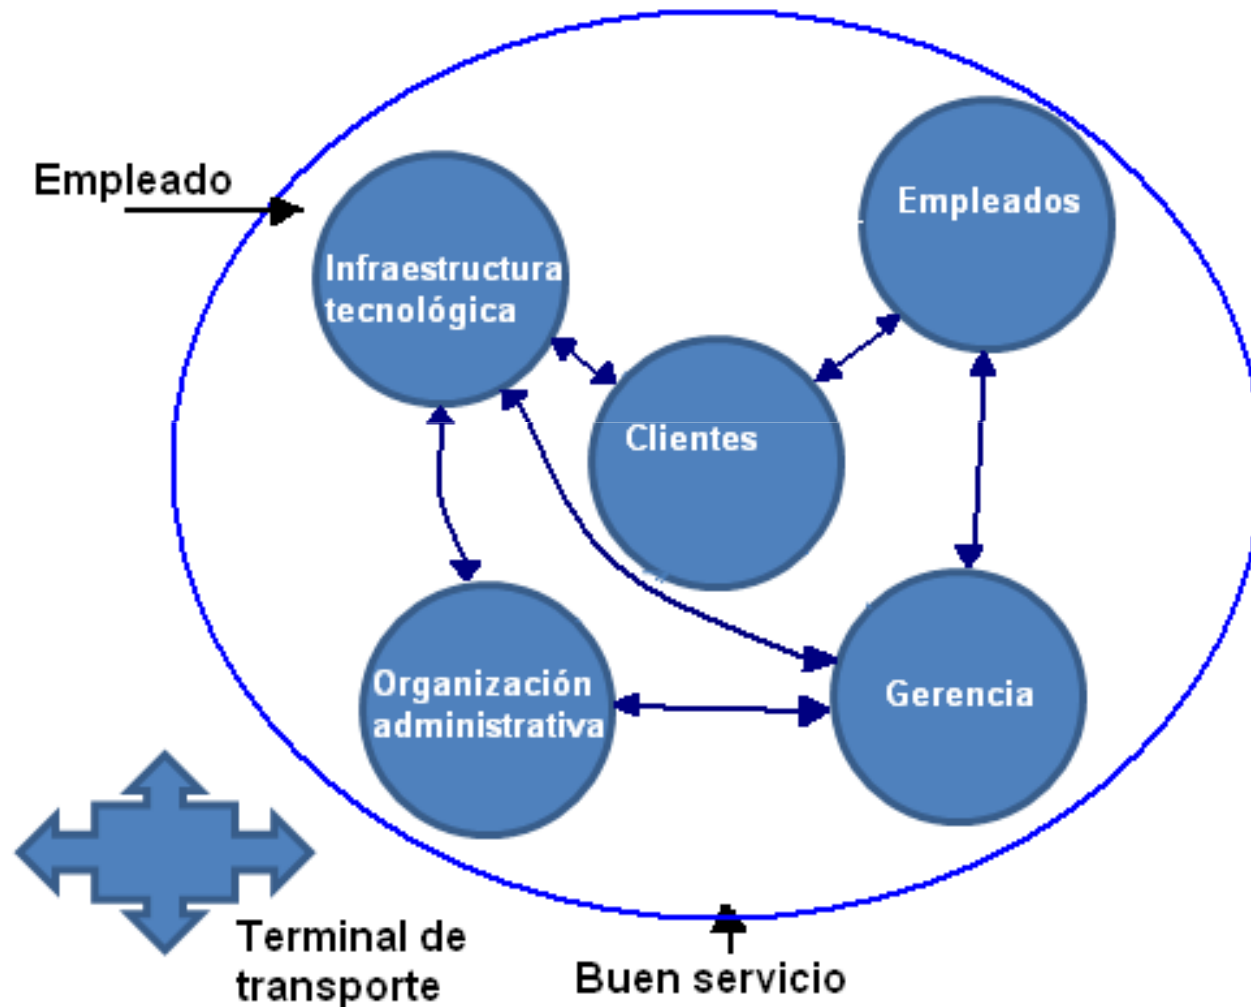 Empleado
Empleados
Infraestructura
tecnológica
Clientes
Organización
administrativa
Gerencia
Terminal de
transporte
Buen servicio